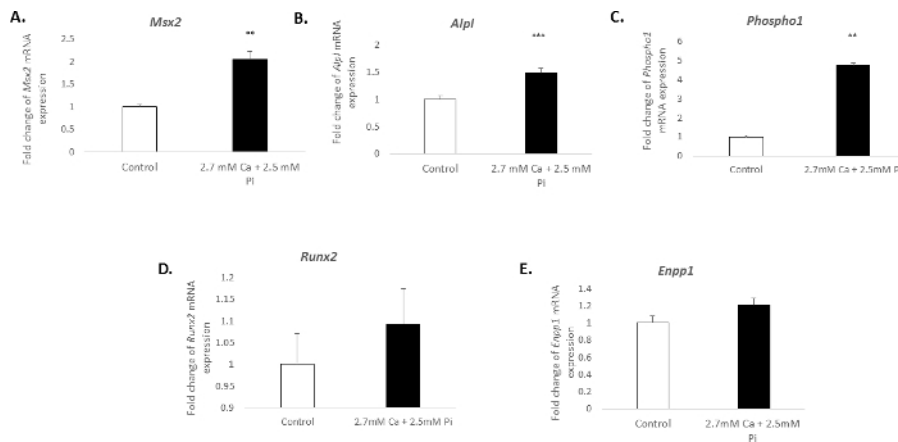 A.
Msx2
**
Fold change of Msx2 mRNA
expression
2.5
2
1.5
1
0.5
0
Control
2.7 mM Ca + 2.5 mM
Pi
B.
Alpl
***
Fold change of Alpl mRNA
expression
2
1.5
1
0.5
0
Control
2.7 mM Ca + 2.5 mM
Pi
C.
Phospho1
**
Fold change of Phospho1
mRNA expression
6
5
4
3
2
1
0
Control
2.7mM Ca + 2.5mM Pi
D.
Runx2
Fold change of Runx2 mRNA
expression
1.2
1.15
1.1
1.05
1
0.95
0.9
Control
2.7mM Ca + 2.5mM Pi
E.
Enpp1
Fold change of Enpp1 mRNA
expression
1.4
1.2
1
0.8
0.6
0.4
0.2
0
Control
2.7mM Ca + 2.5mM
Pi